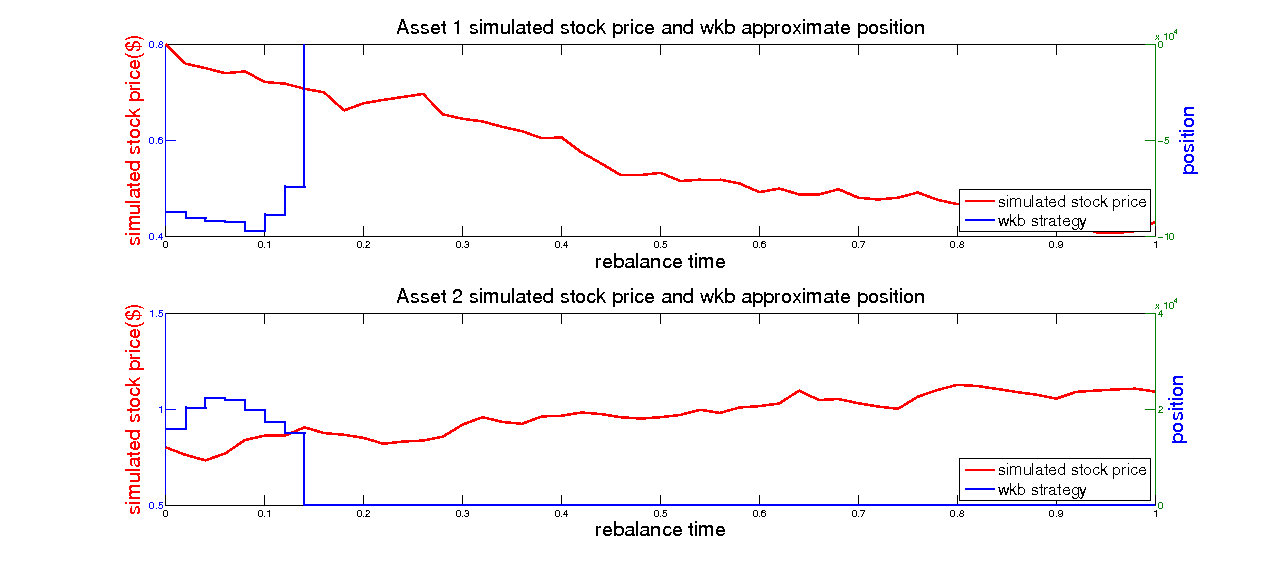 Asset 1 simulated stock price and wkb approximate position
x 10^4
simulated stock price($)
0.8
0.6
0.4
0
-5
-10
position
simulated stock price
wkb strategy
0 0.1 0.2 0.3 0.4 0.5 0.6 0.7 0.8 0.9 1
rebalance time
Asset 2 simulated stock price and wkb approximate position
x 10^4
simulated stock price($)
1.5
1
0.5
4
2
0
position
simulated stock price
wkb strategy
0 0.1 0.2 0.3 0.4 0.5 0.6 0.7 0.8 0.9 1
rebalance time